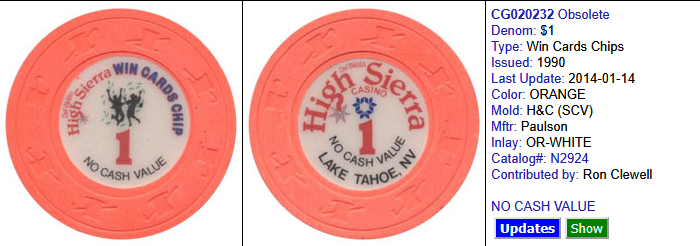 Del Webb's
High Sierra
WIN CARDS CHIP
1
NO CASH VALUE
Del Webb's
High Sierra
CASINO
1
NO CASH VALUE
LAKE TAHOE, NV
CG020232 Obsolete
Denom: $1
Type: Win Cards Chips
Issued: 1990
Last Update: 2014-01-14
Color: ORANGE
Mold: H&C (SCV)
Mftr: Paulson
Inlay: OR-WHITE
Catalog#: N2924
Contributed by: Ron Clewell
NO CASH VALUE
Updates Show